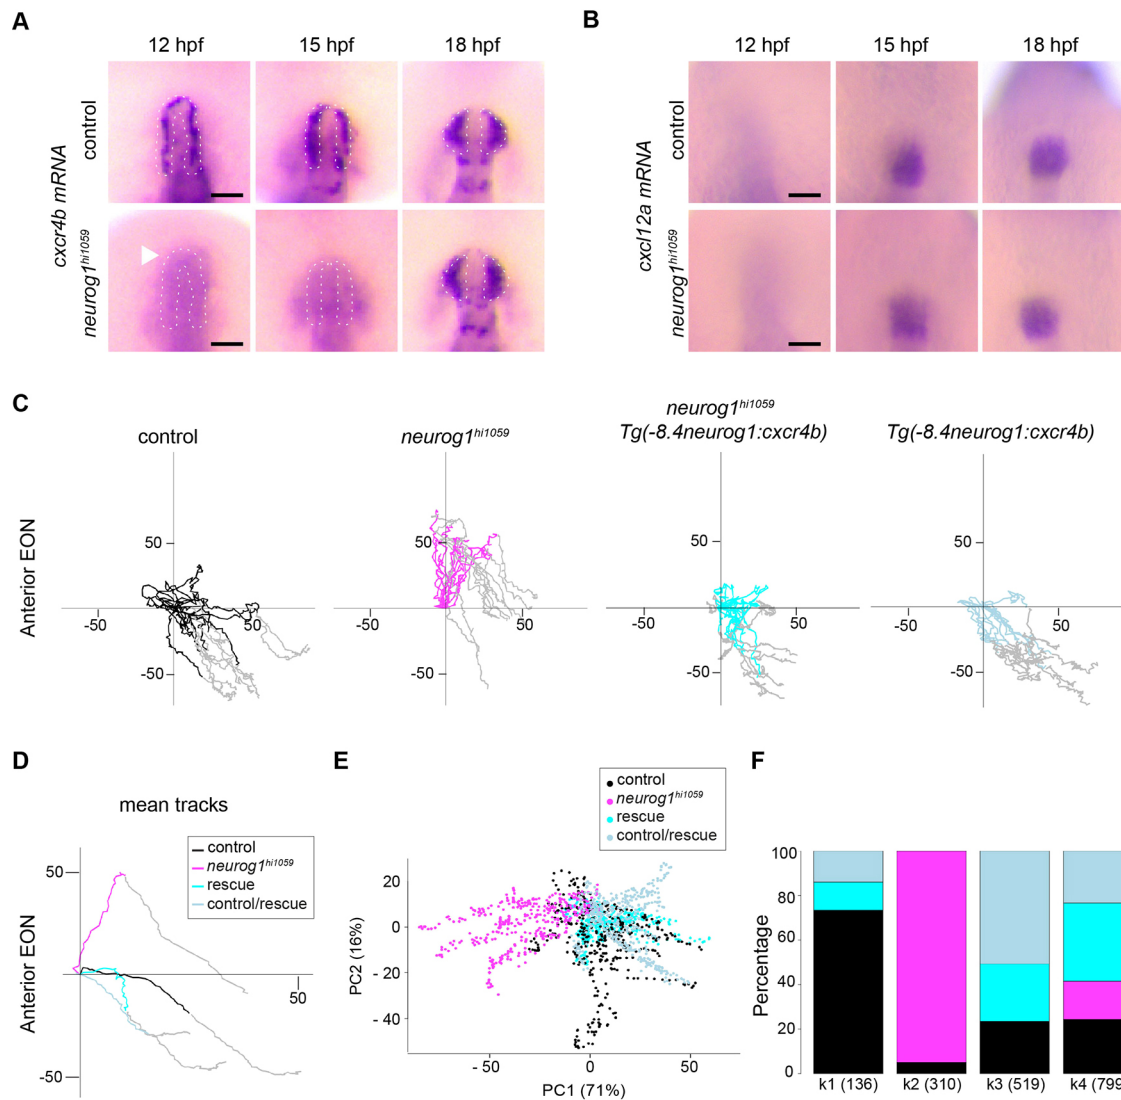 A
12 hpf 15 hpf 18 hpf
cxcr4b mRNA
control
neurog1hi1059
B
12 hpf 15 hpf 18 hpf
cxcl12a mRNA
control
neurog1hi1059
C
control
neurog1hi1059
neurog1hi1059
Tg(-8.4neurog1:cxcr4b)
Tg(-8.4neurog1:cxcr4b)
Anterior EON
50
-50 50
-50
50
50
-50
50
-50 50
-50
50
-50 50
-50
D
mean tracks
control
neurog1hi1059
rescue
control/rescue
Anterior EON
50
50
-50
E
control
neurog1hi1059
rescue
control/rescue
PC2 (16%)
20
0
- 20
- 40
- 50 0 50
PC1 (71%)
F
Percentage
100
80
60
40
20
0
k1 (136) k2 (310) k3 (519) k4 (799